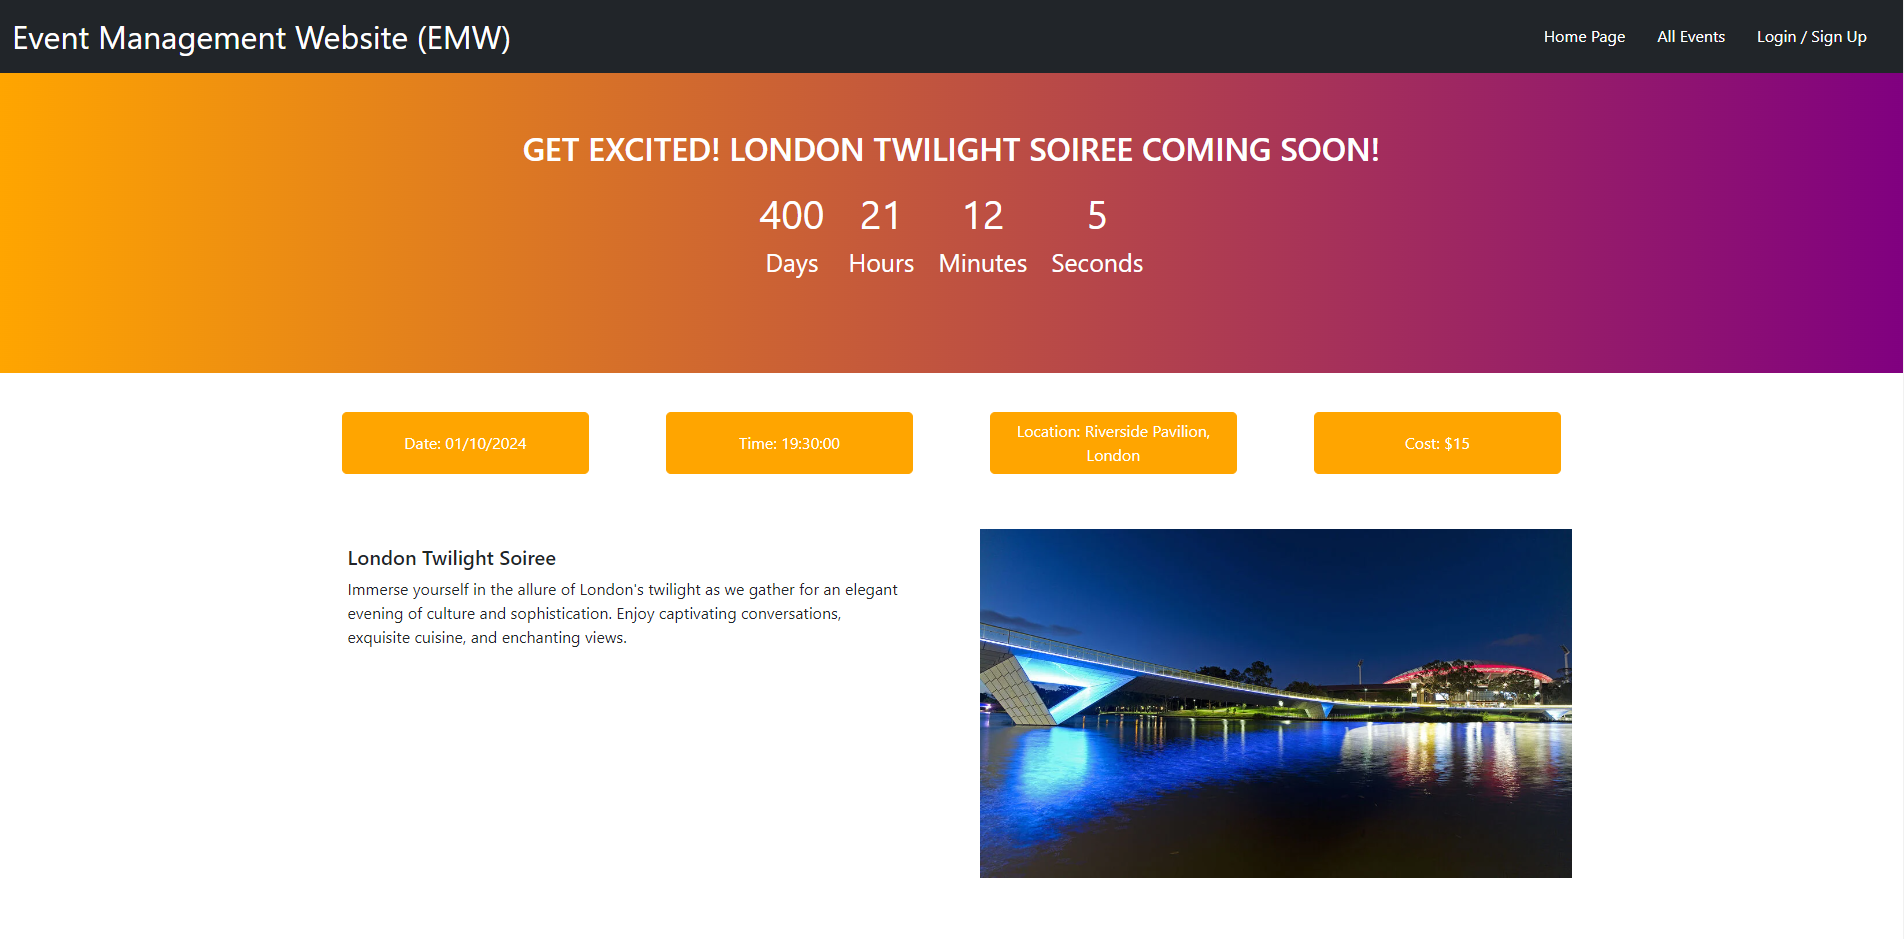 Event Management Website (EMW)
Home Page
All Events
Login / Sign Up
GET EXCITED! LONDON TWILIGHT SOIREE COMING SOON!
400 21 12 5
Days Hours Minutes Seconds
Date: 01/10/2024
Time: 19:30:00
Location: Riverside Pavilion,
London
Cost: $15
London Twilight Soiree
Immerse yourself in the allure of London's twilight as we gather for an elegant
evening of culture and sophistication. Enjoy captivating conversations,
exquisite cuisine, and enchanting views.